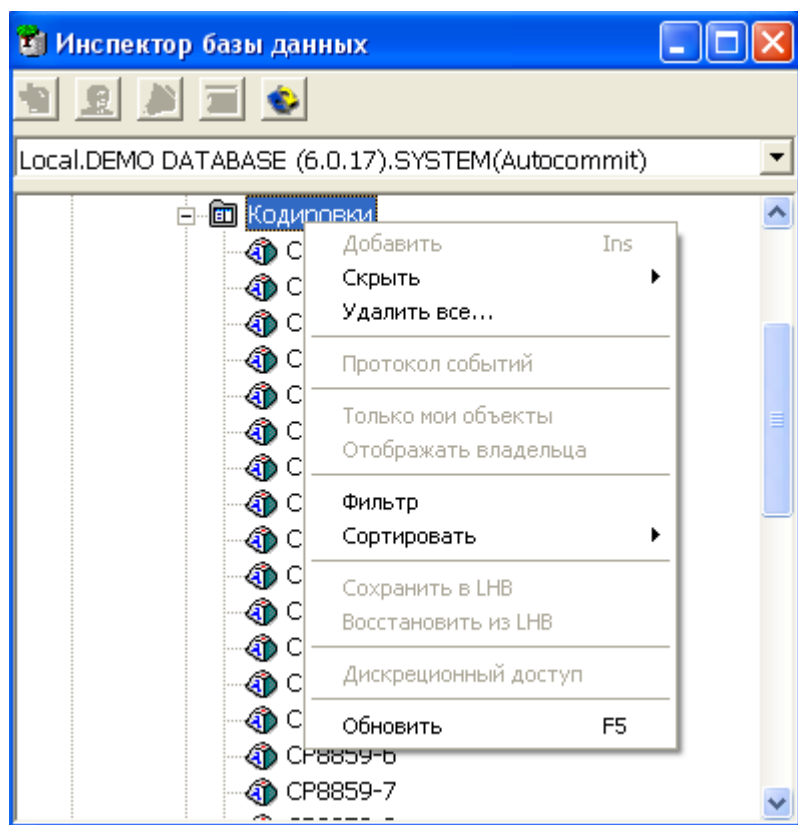 Инспектор базы данных
Local.DEMO DATABASE (6.0.17).SYSTEM(Autocommit)
Кодировки
Добавить Ins
Скрыть
Удалить все...
Протокол событий
Только мои объекты
Отображать владельца
Фильтр
Сортировать
Сохранить в LHB
Восстановить из LHB
Дискреционный доступ
Обновить F5
CP8859-6
CP8859-7